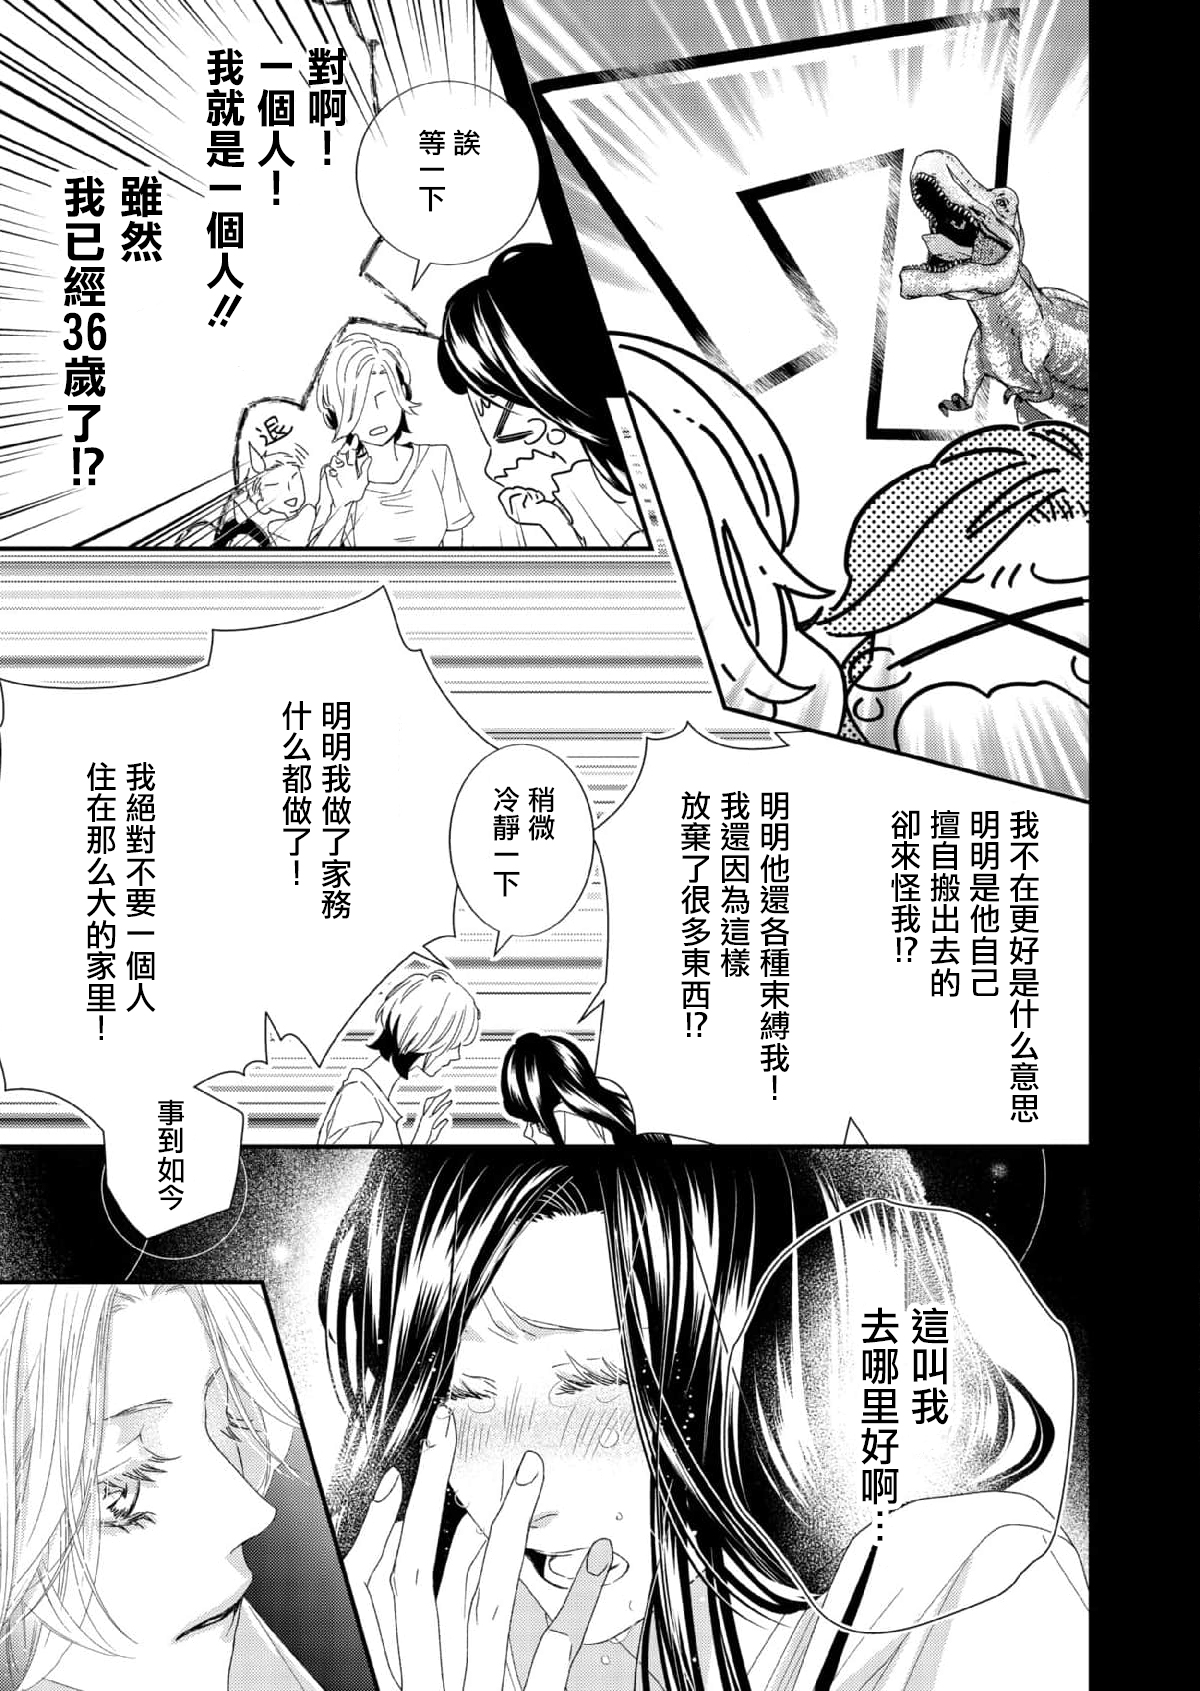 誒
等一下
對啊！
一個人！
我就是一個人!!
雖然
我已經36歲了!?
退
我不在更好是什么意思
明明是他自己
擅自搬出去的
卻來怪我!?
明明他還各種束縛我！
我還因為這樣
放棄了很多東西!?
稍微
冷靜一下
明明我做了家務
什么都做了！
我絕對不要一個人
住在那么大的家里！
事到如今
這叫我
去哪里好啊…